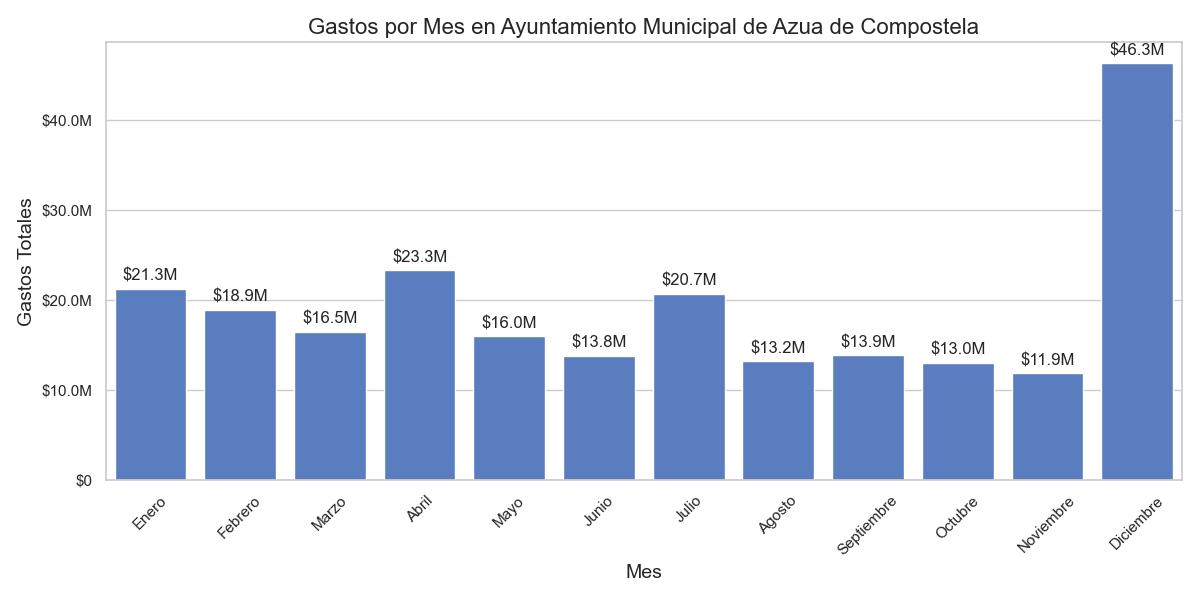 Gastos por Mes en Ayuntamiento Municipal de Azua de Compostela
Gastos Totales
$40.0M
$30.0M
$20.0M
$10.0M
$0
$21.3M
$18.9M
$16.5M
$23.3M
$16.0M
$13.8M
$20.7M
$13.2M
$13.9M
$13.0M
$11.9M
$46.3M
Enero
Febrero
Marzo
Abril
Mayo
Junio
Julio
Agosto
Septiembre
Octubre
Noviembre
Diciembre
Mes